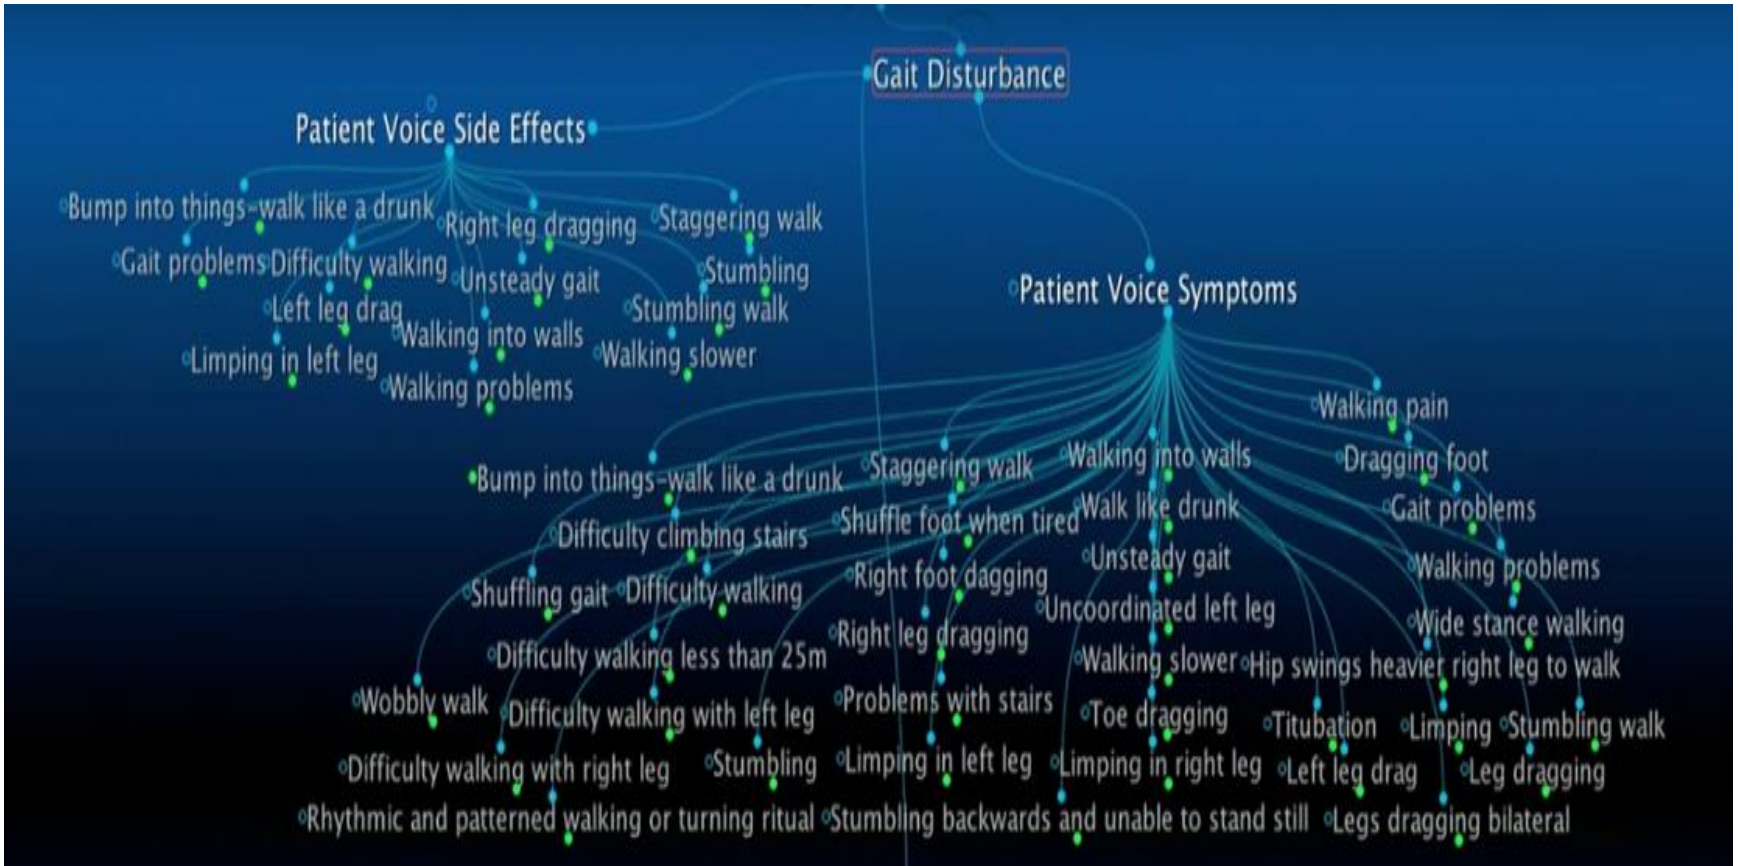 Gait Disturbance
Patient Voice Side Effects
Bump into things-walk like a drunk
Right leg dragging
Staggering walk
Gait problems
Difficulty walking
Unsteady gait
Stumbling
Left leg drag
Walking into walls
Stumbling walk
Limping in left leg
Walking problems
Walking slower
Patient Voice Symptoms
Walking pain
Bump into things-walk like a drunk
Staggering walk
Walking into walls
Dragging foot
Difficulty climbing stairs
Shuffle foot when tired
Walk like drunk
Gait problems
Shuffling gait
Difficulty walking
Right foot dagging
Unsteady gait
Walking problems
Uncoordinated left leg
Wide stance walking
Difficulty walking less than 25m
Right leg dragging
Walking slower
Hip swings heavier right leg to walk
Wobbly walk
Difficulty walking with left leg
Problems with stairs
Toe dragging
Titubation
Limping
Stumbling walk
Difficulty walking with right leg
Stumbling
Limping in left leg
Limping in right leg
Left leg drag
Leg dragging
Rhythmic and patterned walking or turning ritual
Stumbling backwards and unable to stand still
Legs dragging bilateral